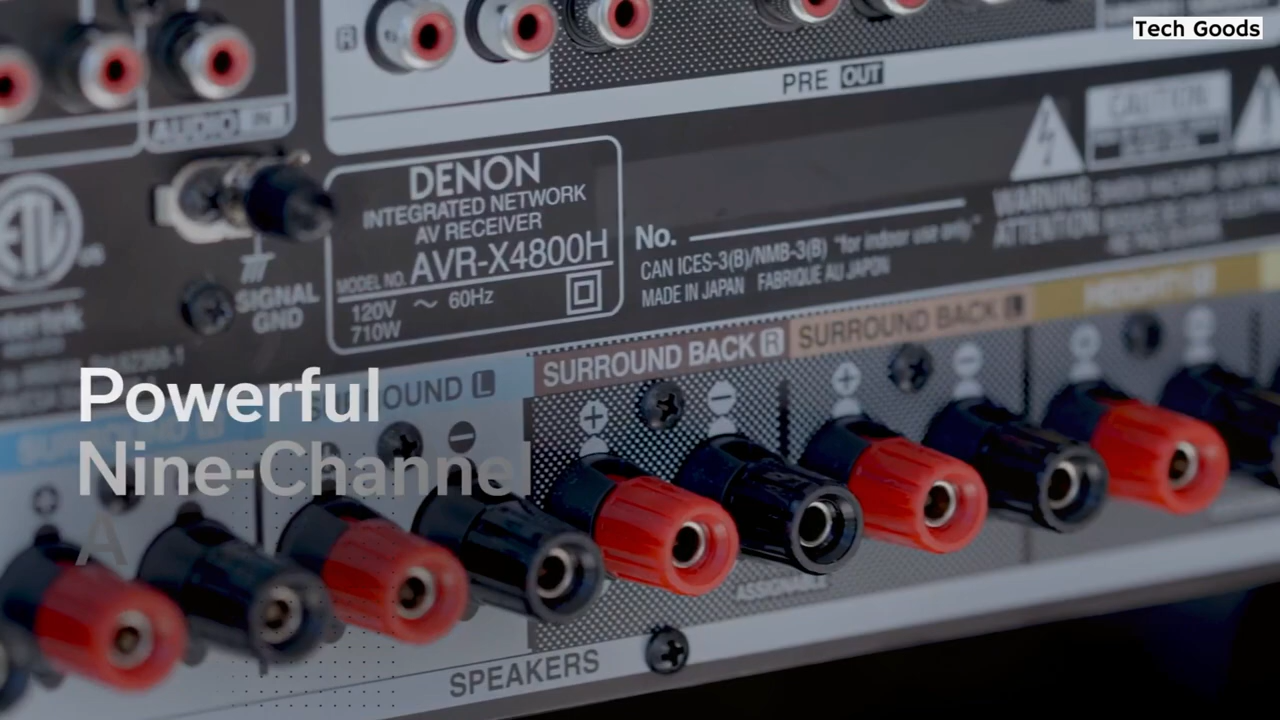 Tech Goods
R
PRE OUT
AUDIO IN
CAUTION
DENON
INTEGRATED NETWORK
AV RECEIVER
MODEL NO. AVR-X4800H
120V ~ 60Hz
710W
No.
CAN ICES-3(B)/NMB-3(B) "for indoor use only"
MADE IN JAPAN FABRIQUE AU JAPON
WARNING
ATTENTION
SIGNAL
GND
SURROUND BACK R
SURROUND BACK L
OUND L
Powerful
Nine-Channel
A
SPEAKERS